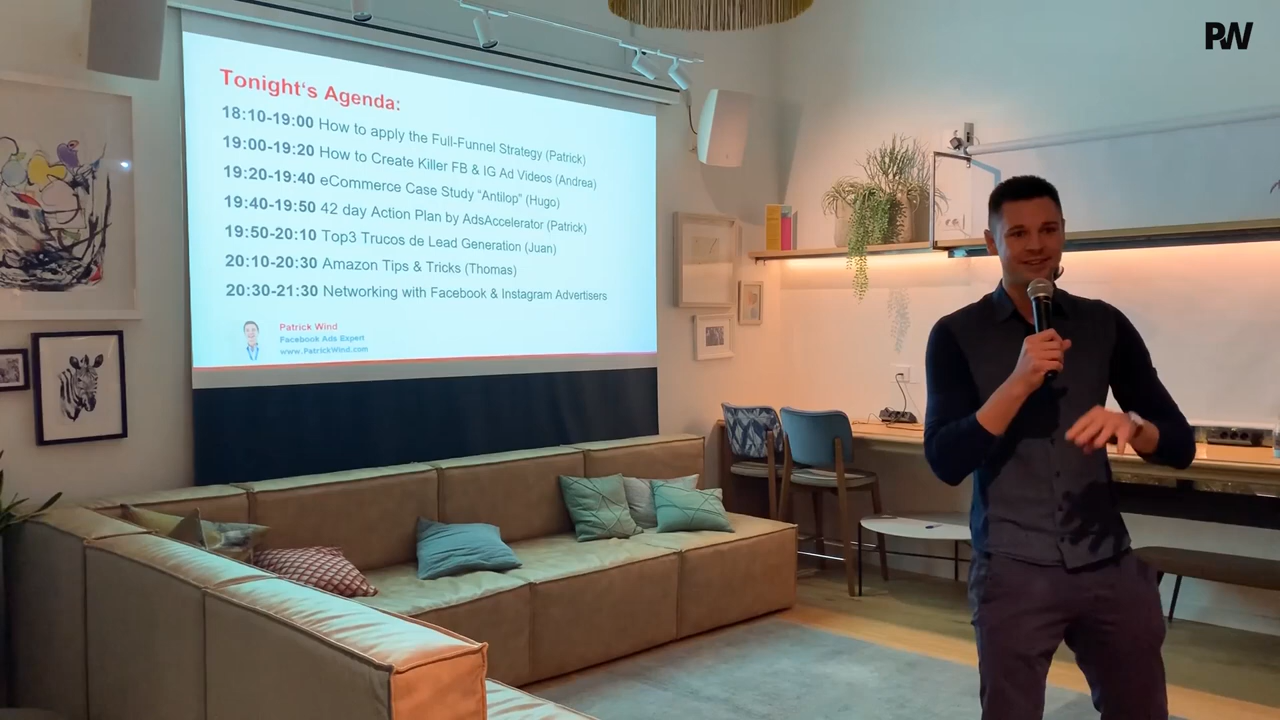 PW
Tonight's Agenda:
18:10-19:00 How to apply the Full-Funnel Strategy (Patrick)
19:00-19:20 How to Create Killer FB & IG Ad Videos (Andrea)
19:20-19:40 eCommerce Case Study “Antilop” (Hugo)
19:40-19:50 42 day Action Plan by AdsAccelerator (Patrick)
19:50-20:10 Top3 Trucos de Lead Generation (Juan)
20:10-20:30 Amazon Tips & Tricks (Thomas)
20:30-21:30 Networking with Facebook & Instagram Advertisers
Patrick Wind
Facebook Ads Expert
www.PatrickWind.com